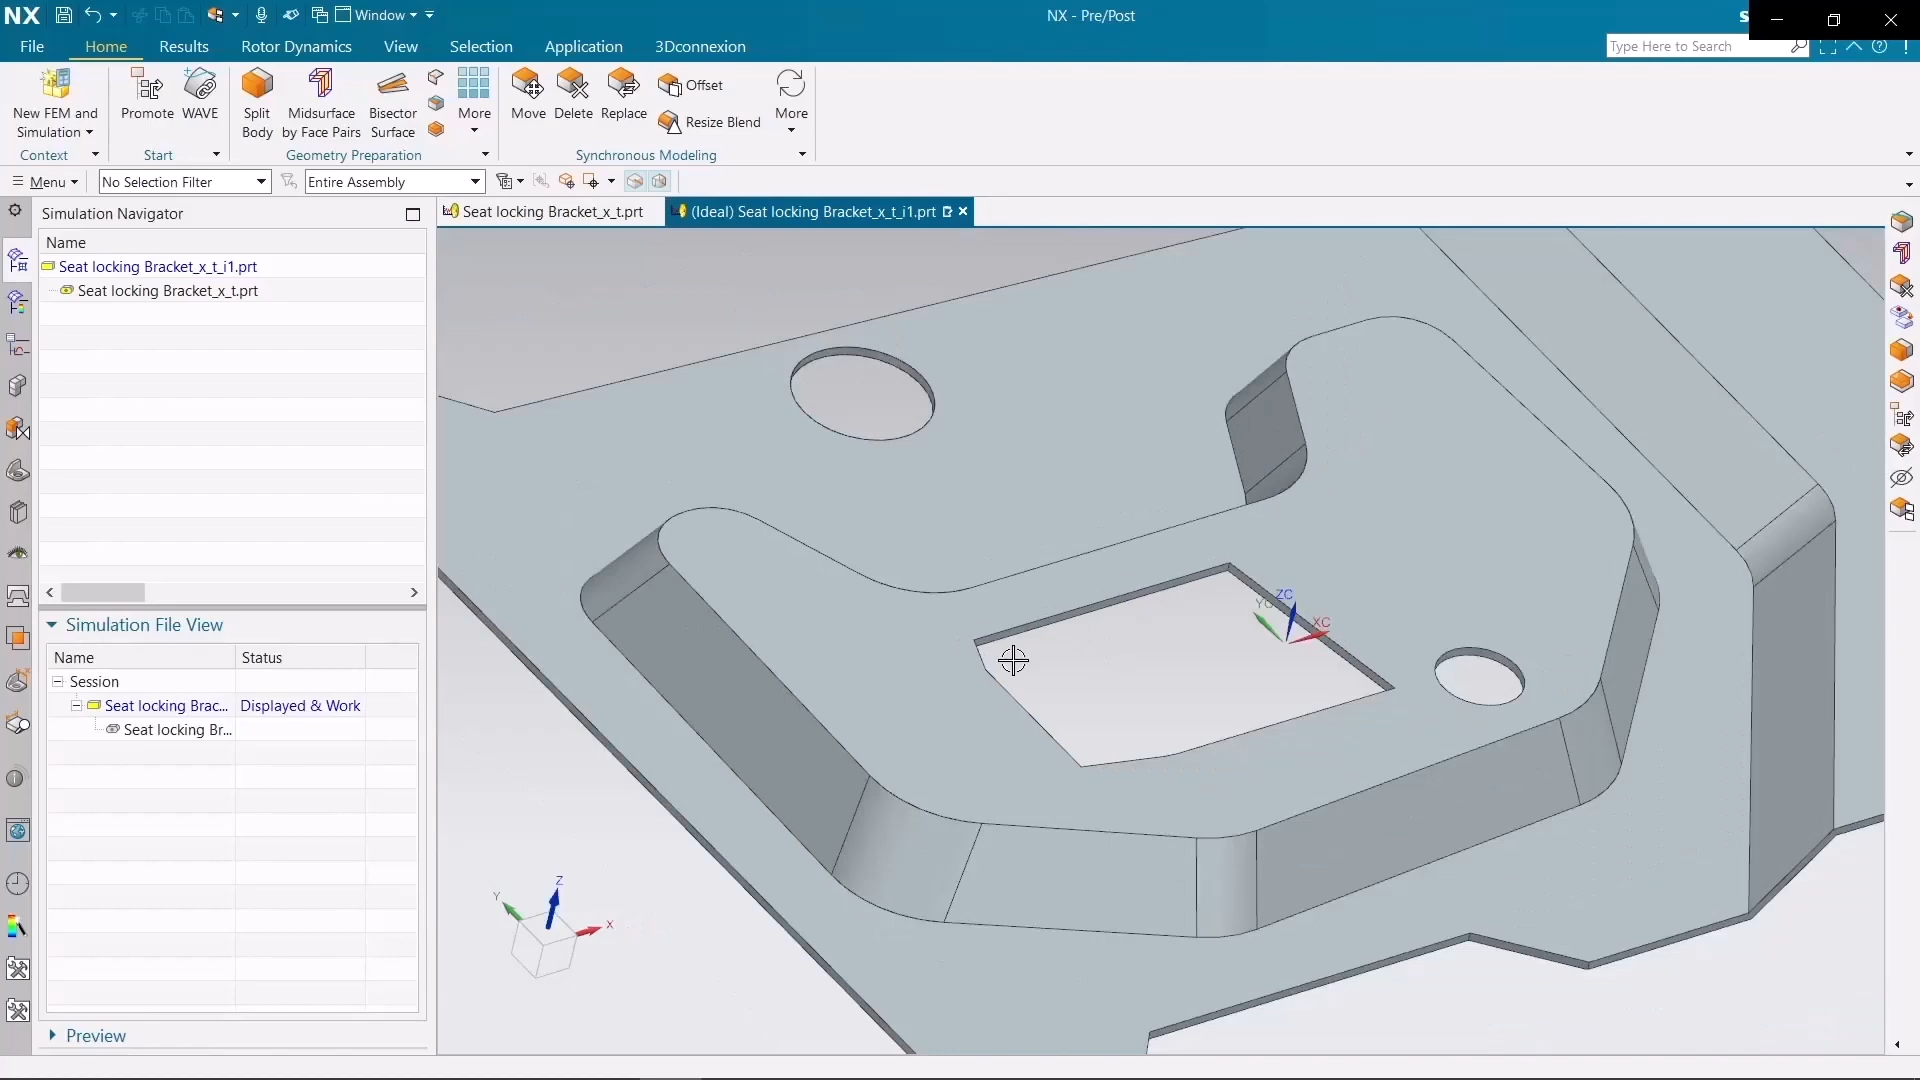 NX
Window
NX - Pre/Post
File
Home
Results
Rotor Dynamics
View
Selection
Application
3Dconnexion
Type Here to Search
New FEM and
Simulation
Promote
WAVE
Split
Body
Midsurface
by Face Pairs
Bisector
Surface
More
Move
Delete
Replace
Offset
Resize Blend
More
Context
Start
Geometry Preparation
Synchronous Modeling
Menu
No Selection Filter
Entire Assembly
Simulation Navigator
Seat locking Bracket_x_t.prt
(Ideal) Seat locking Bracket_x_t_i1.prt
Name
Seat locking Bracket_x_t_i1.prt
Seat locking Bracket_x_t.prt
ZC
YC
XC
Simulation File View
Name Status
Session
Seat locking Brac... Displayed & Work
Seat locking Br...
Z
Y
X
Preview